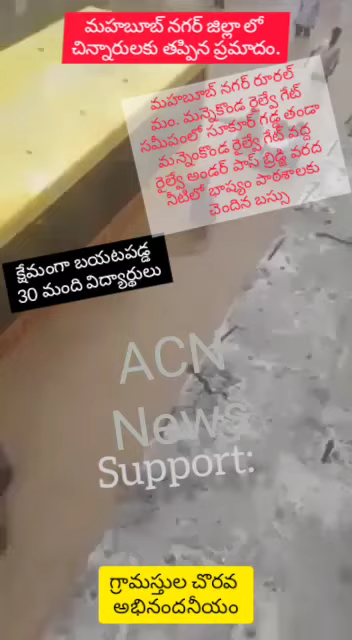 మహబూబ్ నగర్ జిల్లా లో
చిన్నారులకు తప్పిన ప్రమాదం.
మహబూబ్ నగర్ రూరల్
మం. మన్నెకొండ రైల్వే గేట్
సమీపంలో సూకూర్ గడ్డ తండా
మన్నెంకొండ రైల్వే గేట్ వద్ద
రైల్వే అండర్ పాస్ బ్రిడ్జి వరద
నీటిలో భాష్యం పాఠశాలకు
చెందిన బస్సు
క్షేమంగా బయటపడ్డ
30 మంది విద్యార్థులు
ACN
News
Support:
గ్రామస్తుల చొరవ
అభినందనీయం